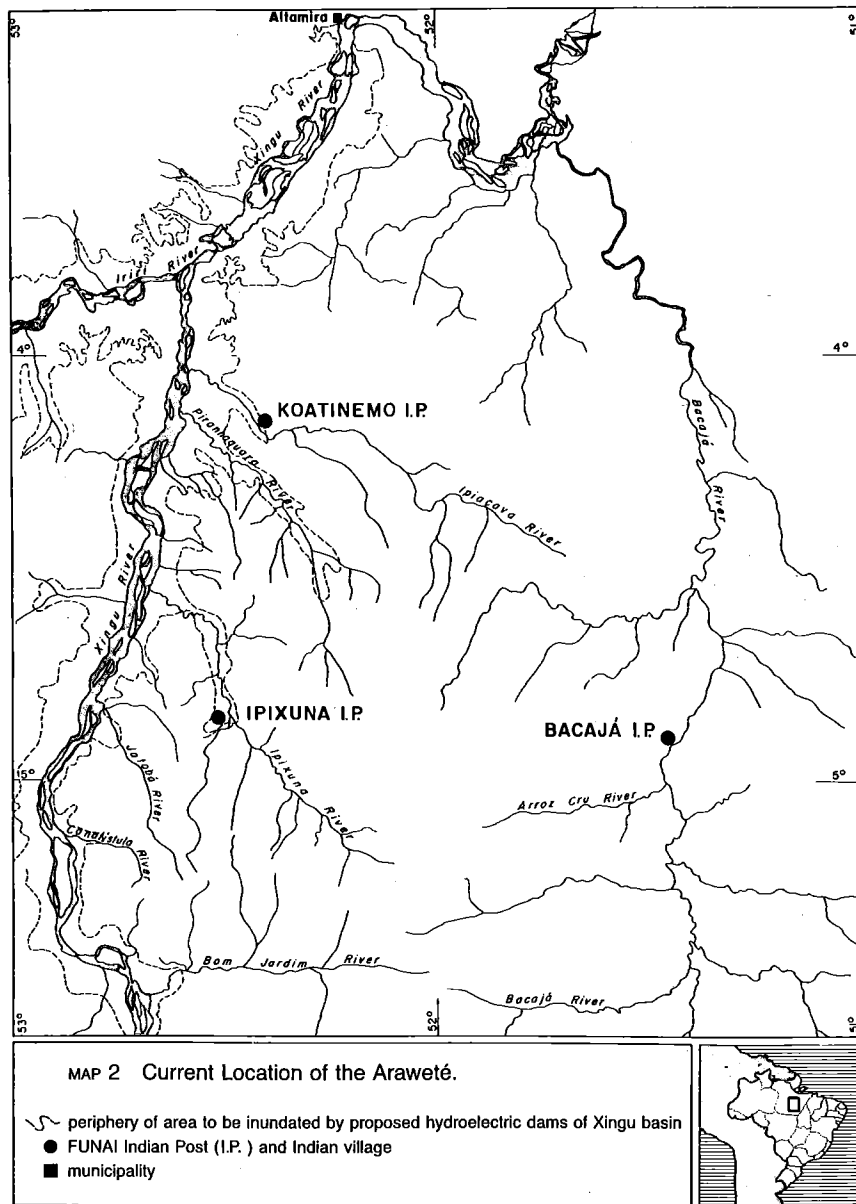 53°
52°
51°
Altamira
Xingu River
Iriri River
4°
4°
KOATINEMO I.P.
Piranhaquara River
Ipiaçava River
Bacajá River
Xingu River
IPIXUNA I.P.
BACAJÁ I.P.
Ipixuna River
Jatobá River
5°
5°
Arroz Cru River
Canafístula River
Bom Jardim River
Bacajá River
53°
52°
51°
MAP 2 Current Location of the Araweté.
periphery of area to be inundated by proposed hydroelectric dams of Xingu basin
FUNAI Indian Post (I.P. ) and Indian village
municipality